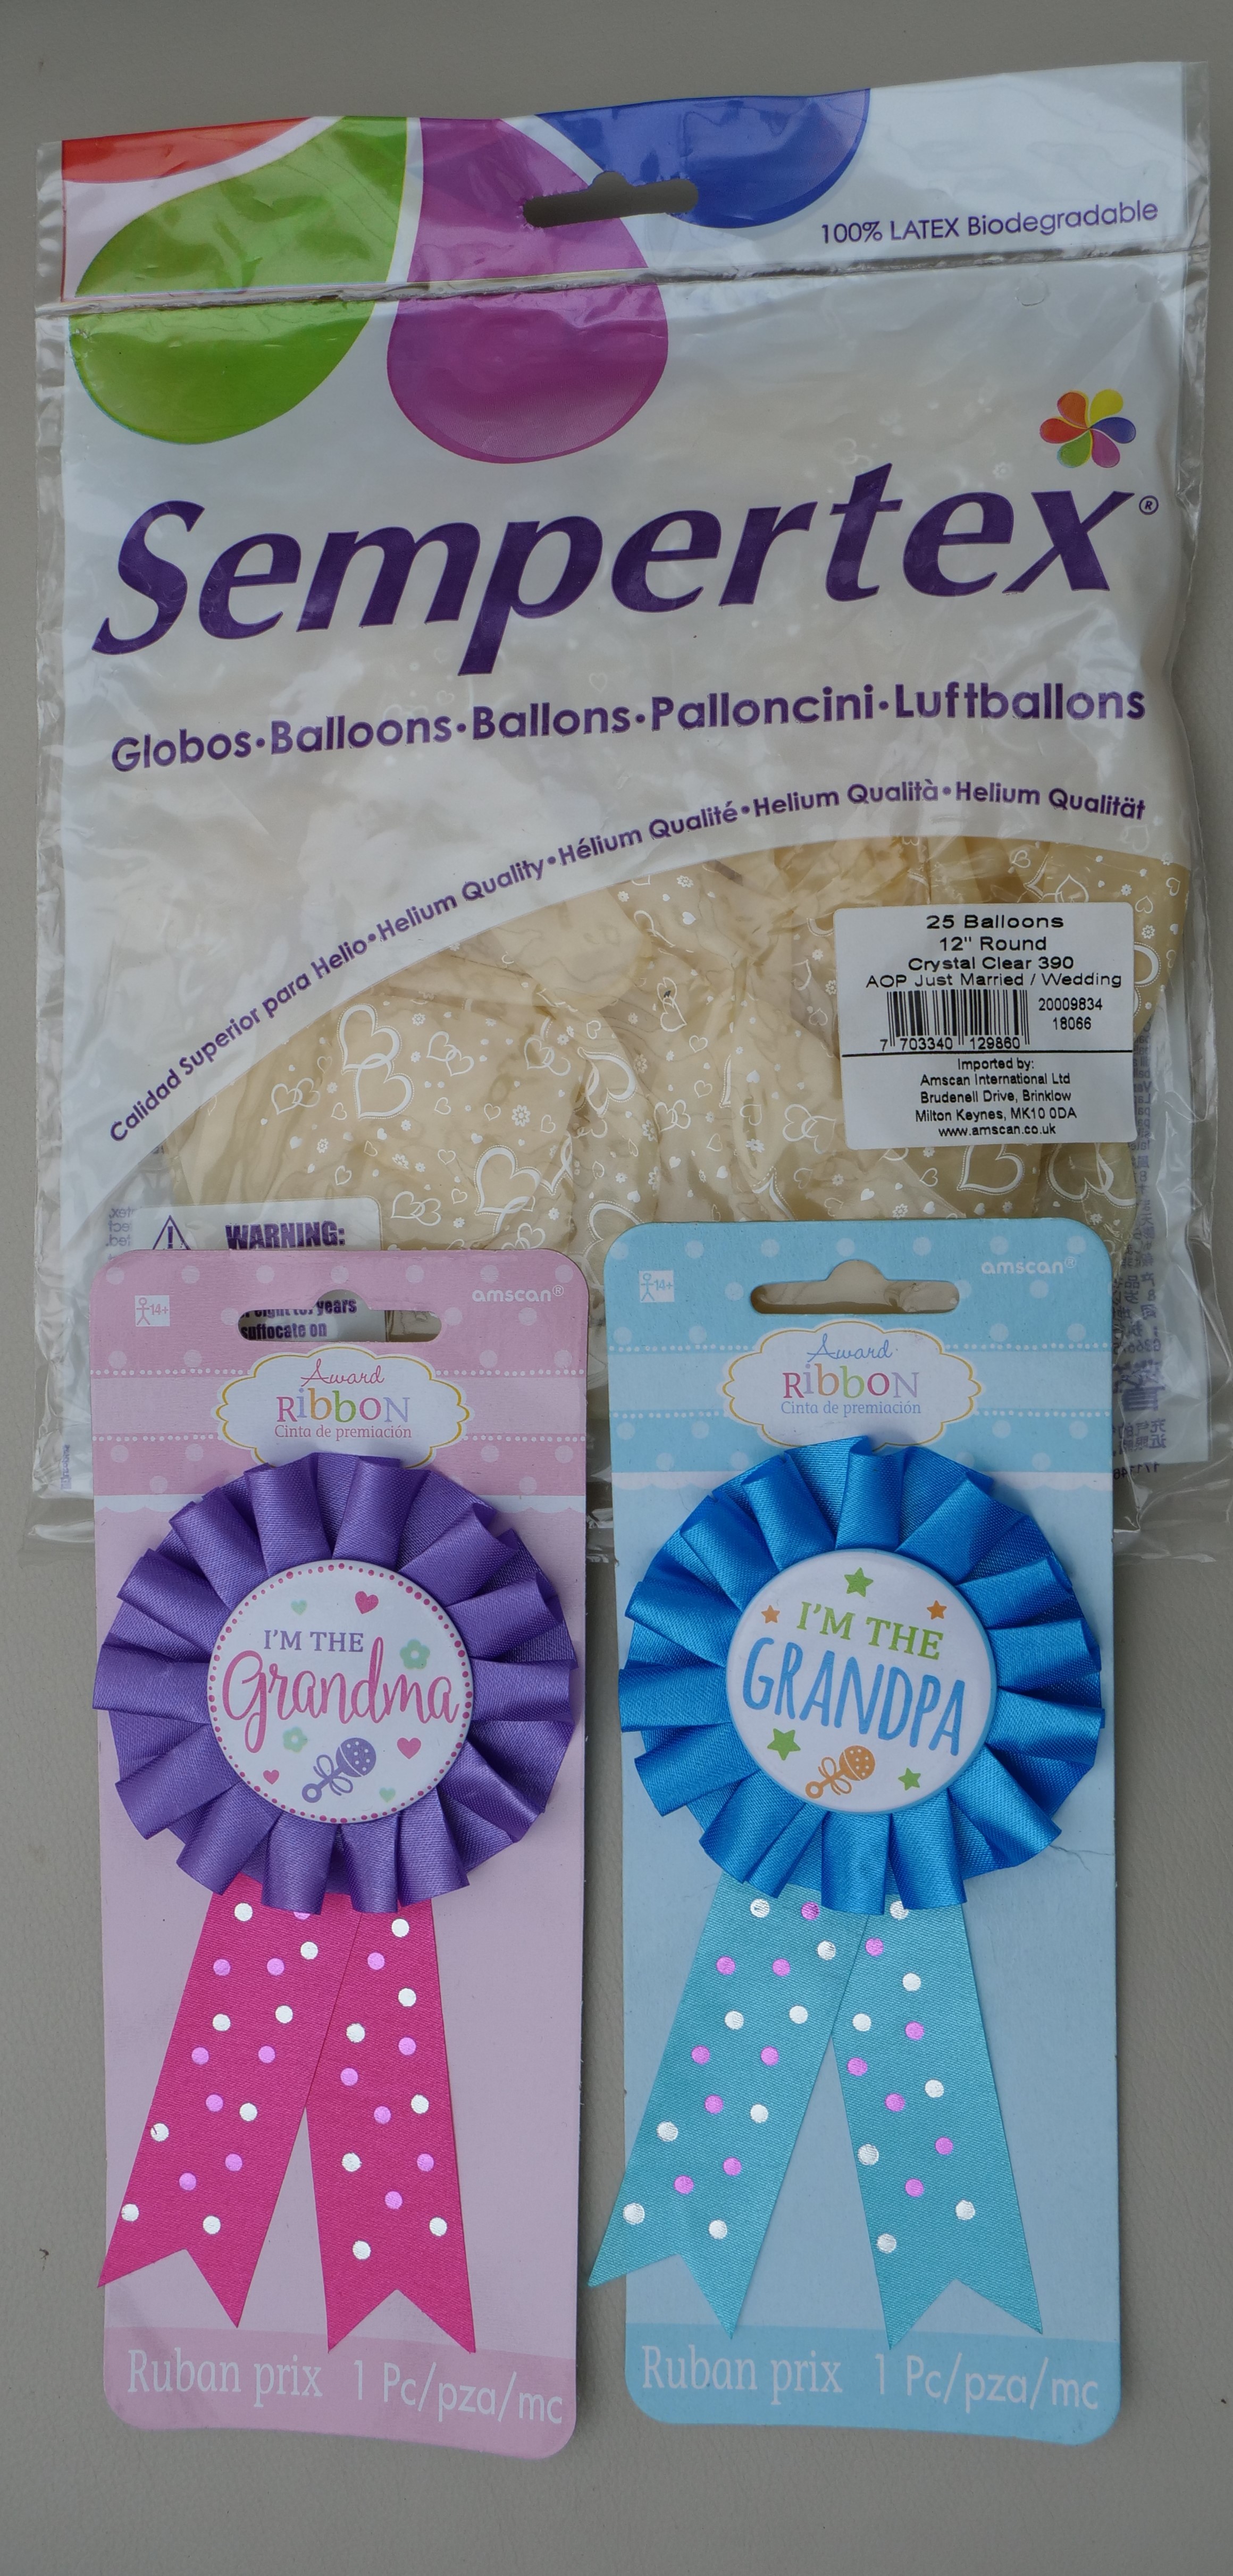 100% LATEX Biodegradable
Sempertex®
Globos•Balloons•Ballons•Palloncini•Luftballons
Calidad Superior para Helio•Helium Quality•Hélium Qualité•Helium Qualità•Helium Qualität
25 Balloons
12" Round
Crystal Clear 390
AOP Just Married / Wedding
20009834
18066
7 703340 129860
Imported by:
Amscan International Ltd
Brudenell Drive, Brinklow
Milton Keynes, MK10 0DA
www.amscan.co.uk
WARNING:
years
suffocate on
14+
amscan®
Award
Ribbon
Cinta de premiación
I'M THE
Grandma
Ruban prix 1 Pc/pza/mc
14+
amscan®
Award
Ribbon
Cinta de premiación
I'M THE
GRANDPA
Ruban prix 1 Pc/pza/mc